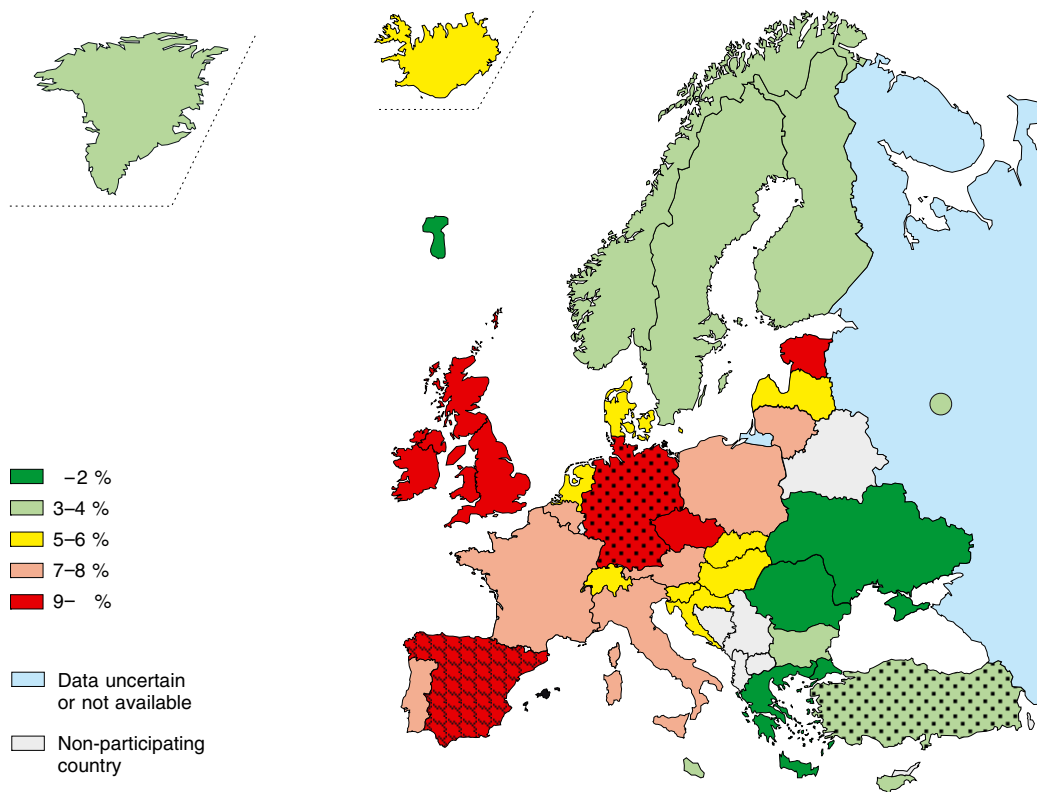 −2 %
3–4 %
5–6 %
7–8 %
9– %
Data uncertain
or not available
Non-participating
country